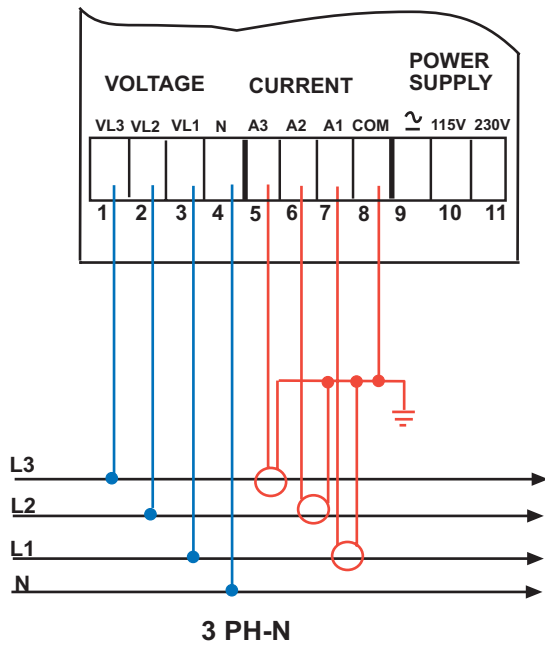 POWER
VOLTAGE CURRENT SUPPLY
VL3 VL2 VL1 N A3 A2 A1 COM 115V 230V
1 2 3 4 5 6 7 8 9 10 11
L3
L2
L1
N
3 PH-N